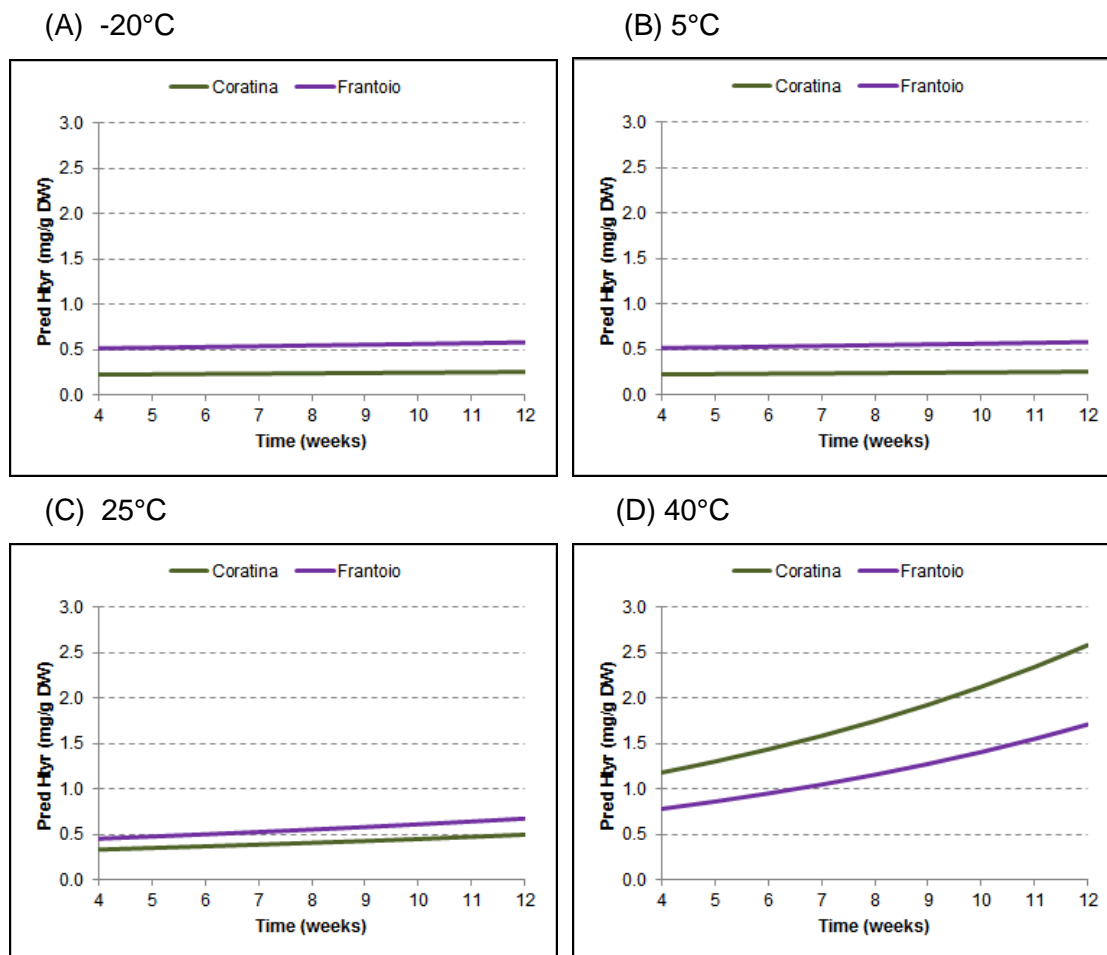 (A) -20°C
Coratina Frantoio
3.0
2.5
2.0
1.5
1.0
0.5
0.0
Pred Htyr (mg/g DW)
4 5 6 7 8 9 10 11 12
Time (weeks)
(B) 5°C
Coratina Frantoio
3.0
2.5
2.0
1.5
1.0
0.5
0.0
Pred Htyr (mg/g DW)
4 5 6 7 8 9 10 11 12
Time (weeks)
(C) 25°C
Coratina Frantoio
3.0
2.5
2.0
1.5
1.0
0.5
0.0
Pred Htyr (mg/g DW)
4 5 6 7 8 9 10 11 12
Time (weeks)
(D) 40°C
Coratina Frantoio
3.0
2.5
2.0
1.5
1.0
0.5
0.0
Pred Htyr (mg/g DW)
4 5 6 7 8 9 10 11 12
Time (weeks)